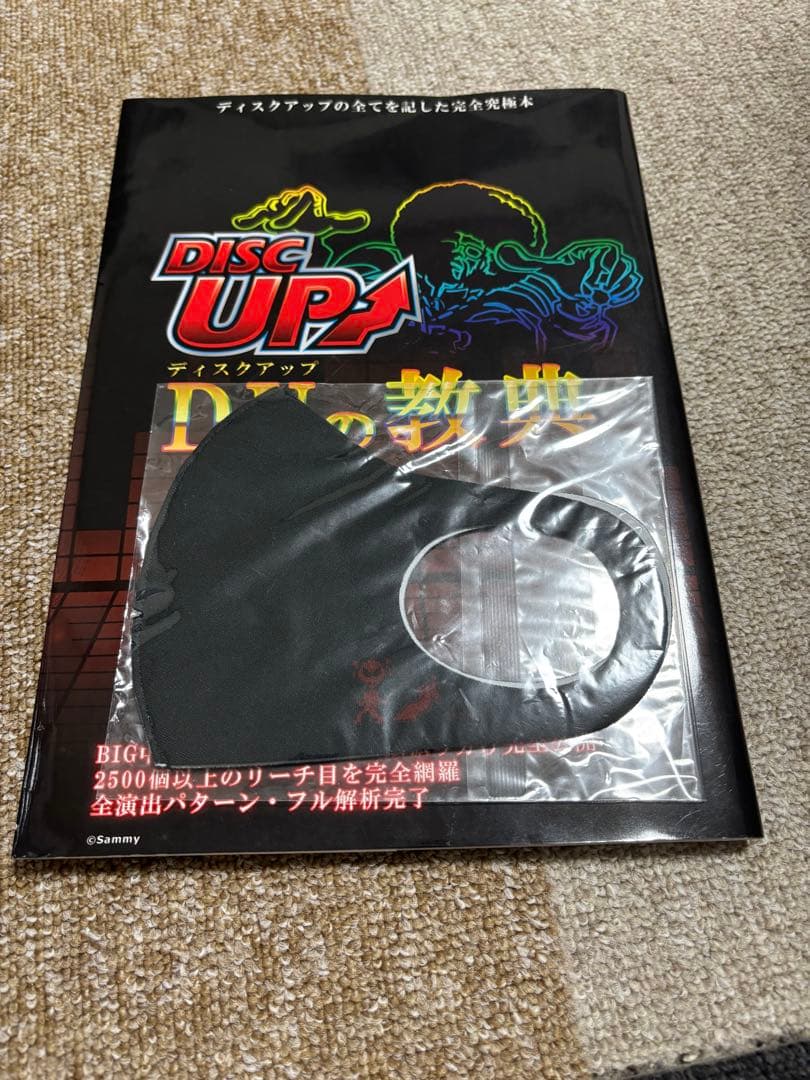 ディスクアップの全てを記した完全究極本
DISC
UP
ディスクアップ
の教典
BIG
2500個以上のリーチ目を完全網羅
全演出パターン・フル解析完了
©Sammy